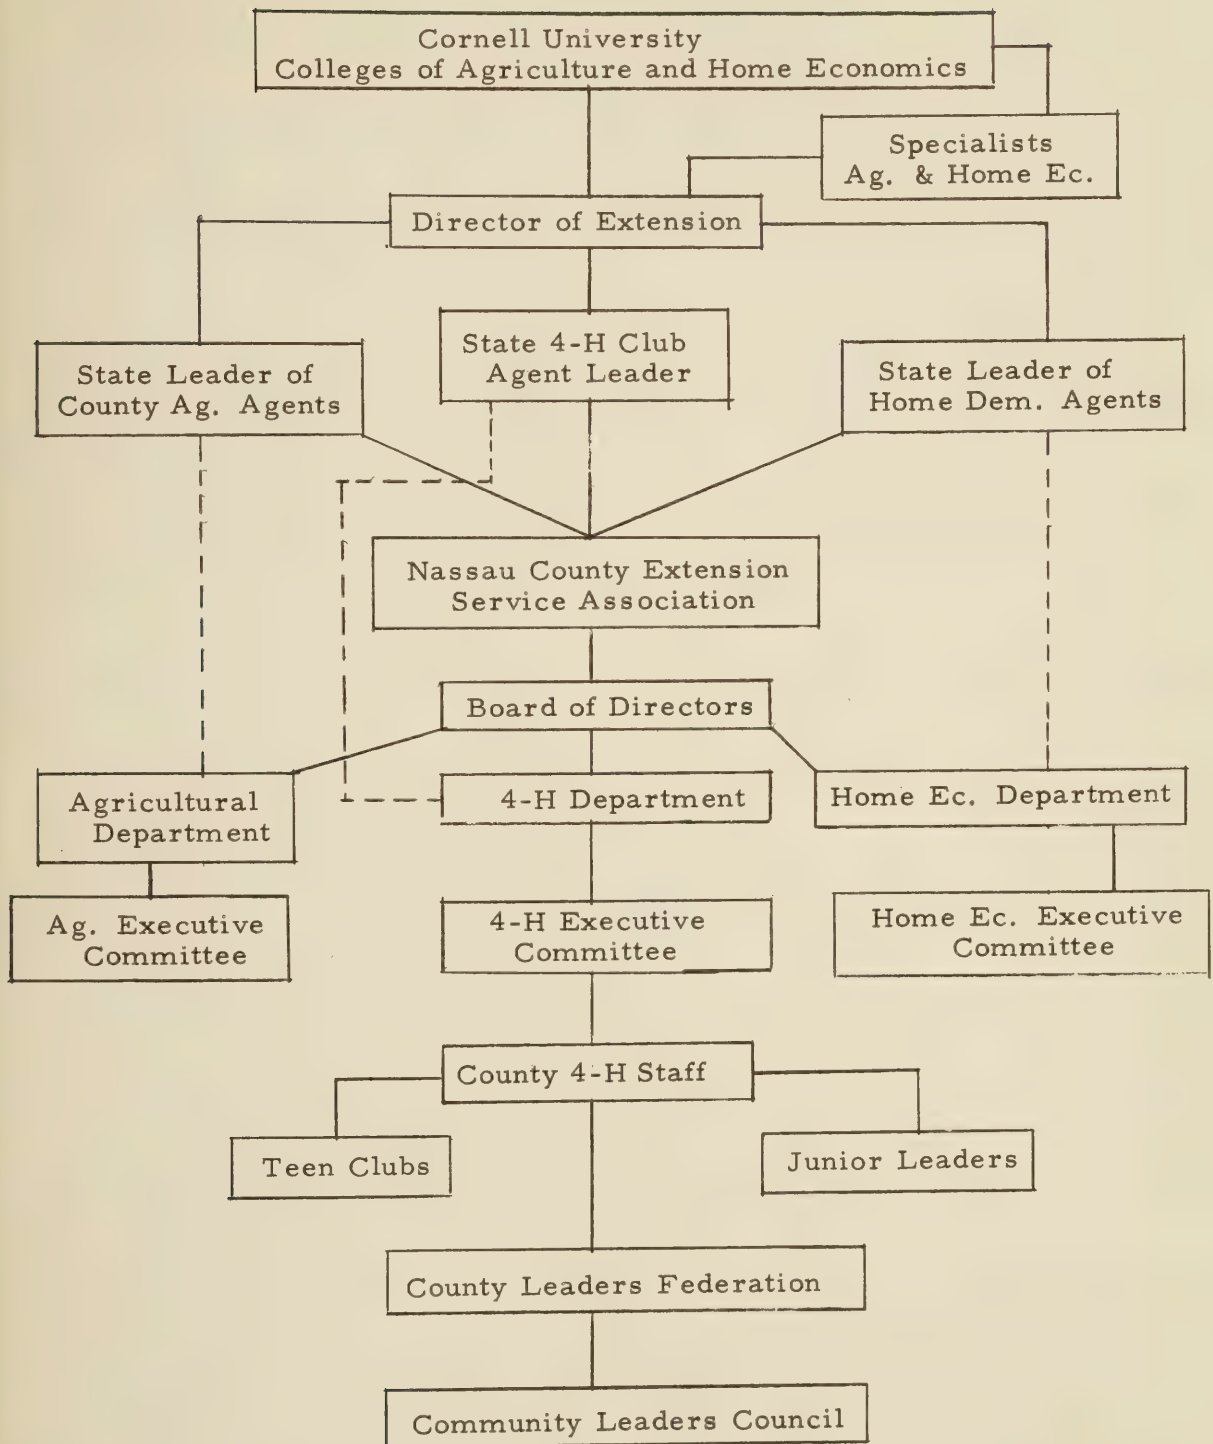 Cornell University
Colleges of Agriculture and Home Economics
Specialists
Ag. & Home Ec.
Director of Extension
State Leader of
County Ag. Agents
State 4-H Club
Agent Leader
State Leader of
Home Dem. Agents
Nassau County Extension
Service Association
Board of Directors
Agricultural
Department
4-H Department
Home Ec. Department
Ag. Executive
Committee
4-H Executive
Committee
Home Ec. Executive
Committee
County 4-H Staff
Teen Clubs
Junior Leaders
County Leaders Federation
Community Leaders Council